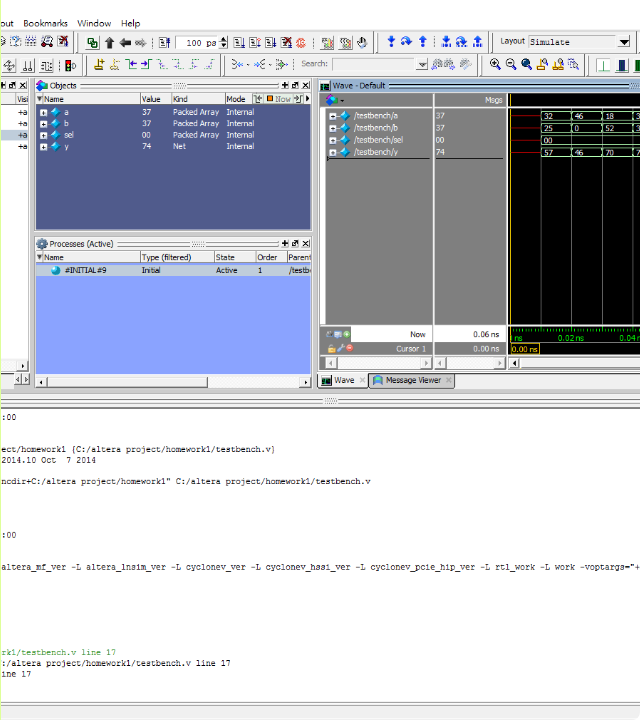 out Bookmarks Window Help
100 ps
Layout Simulate
Search:
Visi
+a
+a
+a
+a
Objects
Name Value Kind Mode Now
a 37 Packed Array Internal
b 37 Packed Array Internal
sel 00 Packed Array Internal
y 74 Net Internal
Processes (Active)
Name Type (filtered) State Order Parent
#INITIAL#9 Initial Active 1 /testb
Wave - Default
Msgs
/testbench/a 37 32 46 18
/testbench/b 37 25 0 52
/testbench/sel 00 00
/testbench/y 74 57 46 70
Now 0.06 ns ns 0.02 ns 0.04
Cursor 1 0.00 ns 0.00 ns
Wave Message Viewer
:00
ect/homework1 {C:/altera project/homework1/testbench.v}
2014.10 Oct 7 2014
ncdir+C:/altera project/homework1" C:/altera project/homework1/testbench.v
:00
altera_mf_ver -L altera_lnsim_ver -L cyclonev_ver -L cyclonev_hssi_ver -L cyclonev_pcie_hip_ver -L rtl_work -L work -voptargs="+
rk1/testbench.v line 17
:/altera project/homework1/testbench.v line 17
ine 17